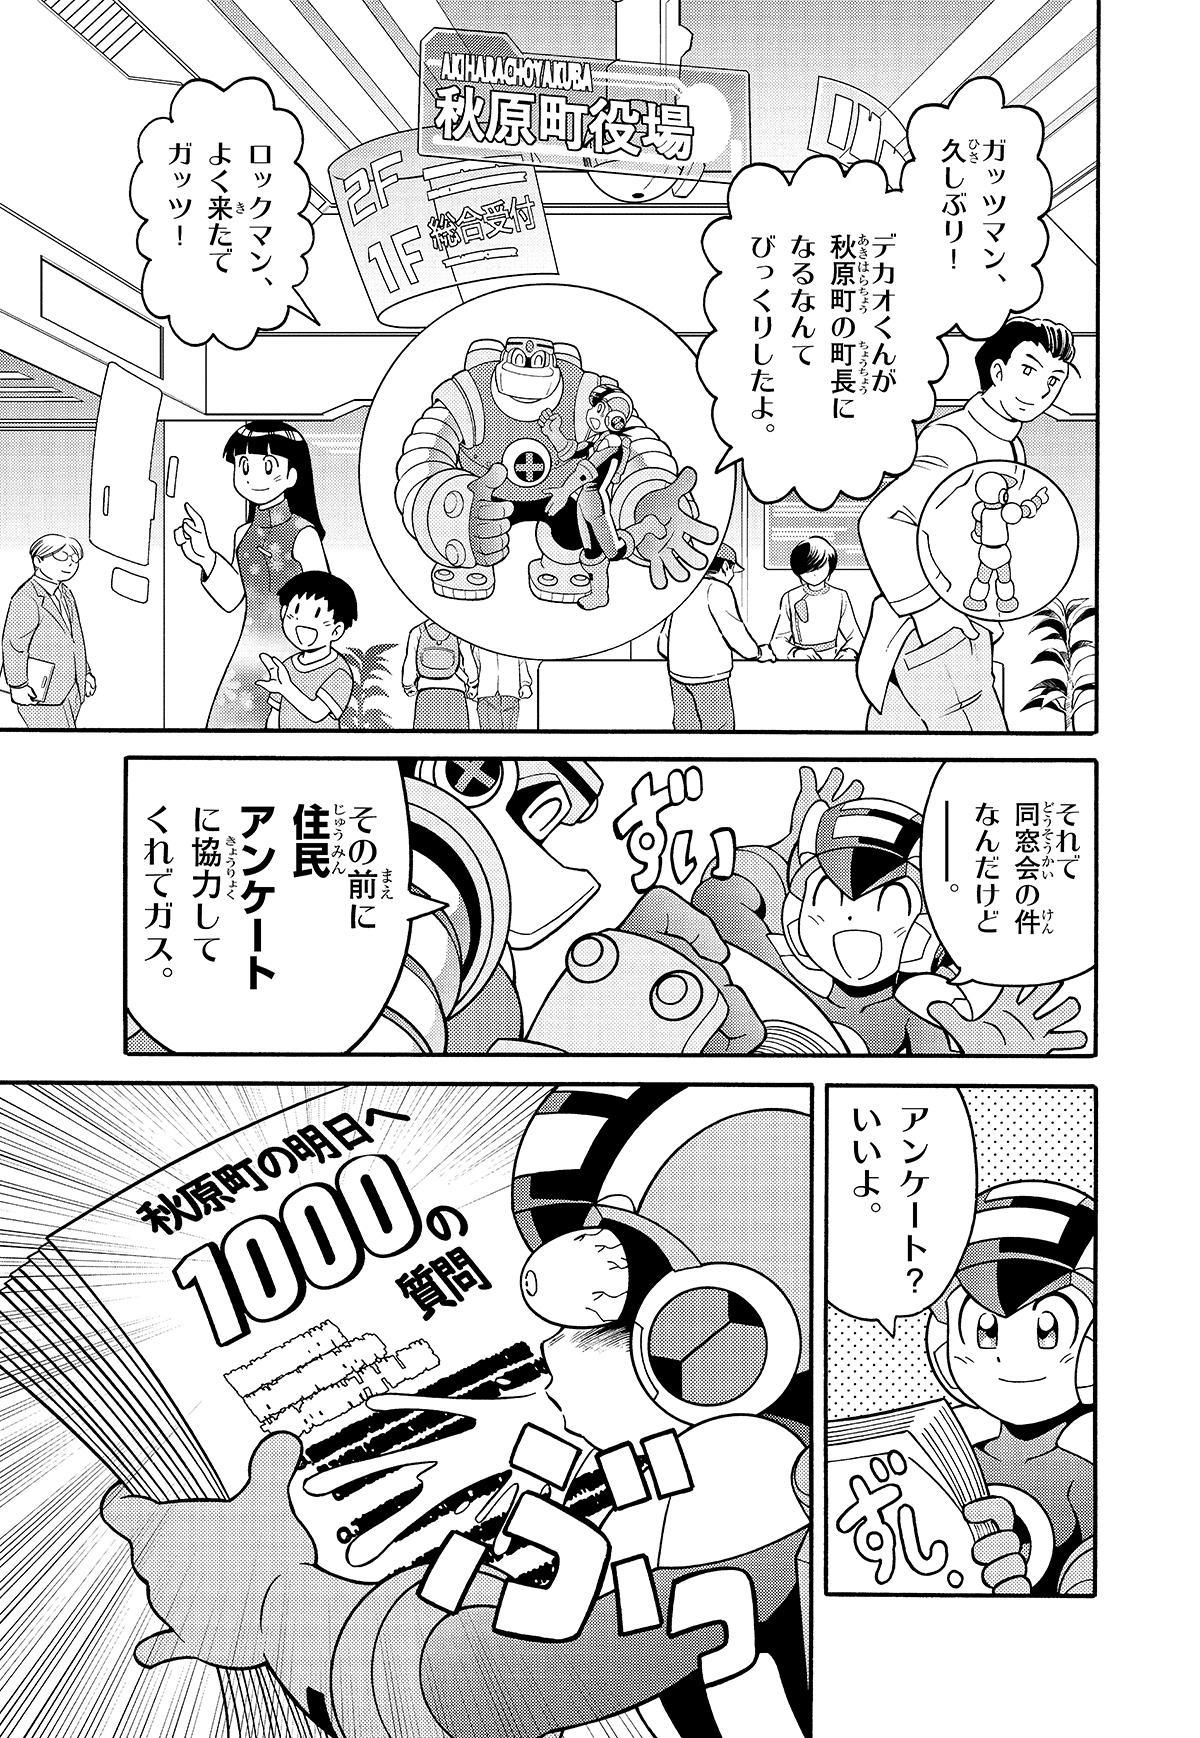 AKIHARACHOYAKUBA
秋原町役場
2F
1F 総合受付
ガッツマン、
久しぶり！
デカオくんが
秋原町の町長に
なるなんて
びっくりしたよ。
ロックマン、
よく来たで
ガッツ！
それで
同窓会の件
なんだけど
――。
ずいっ
その前に
住民
アンケート
に協力して
くれでガス。
アンケート？
いいよ。
ずし．
秋原町の明日へ
1000の
質問
ブッ